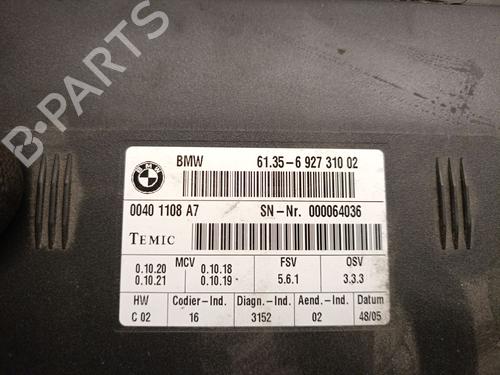 B-PARTS
BMW
BMW 61.35-6 927 310 02
0040 1108 A7 SN-Nr. 000064036
TEMIC
MCV FSV OSV
0.10.20 0.10.18 5.6.1 3.3.3
0.10.21 0.10.19
HW Codier-Ind. Diagn.-Ind. Aend.-Ind. Datum
C 02 16 3152 02 48/05